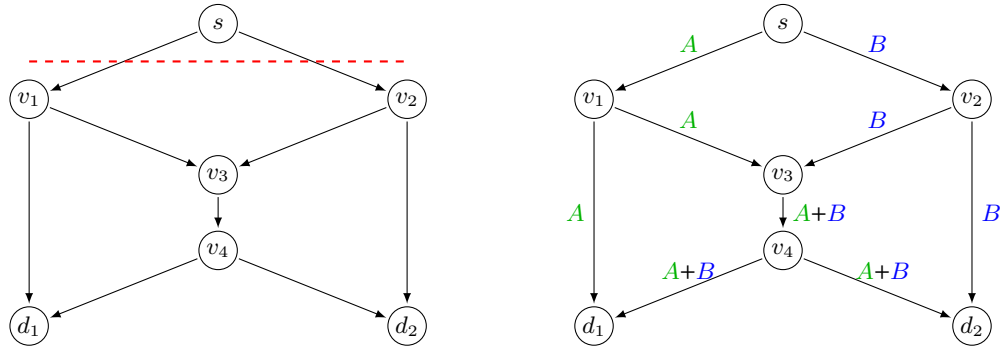 s
v₁
v₂
v₃
v₄
d₁
d₂
s
A
B
v₁
v₂
A
B
v₃
A
A+B
B
v₄
A+B
A+B
d₁
d₂